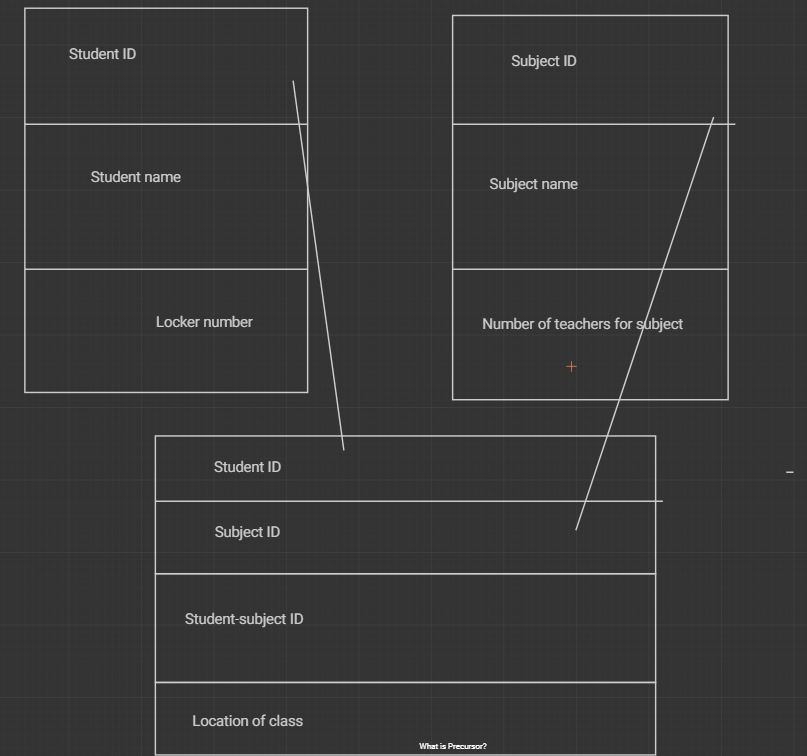 Student ID
Student name
Locker number
Subject ID
Subject name
Number of teachers for subject
Student ID
Subject ID
Student-subject ID
Location of class
What is Precursor?